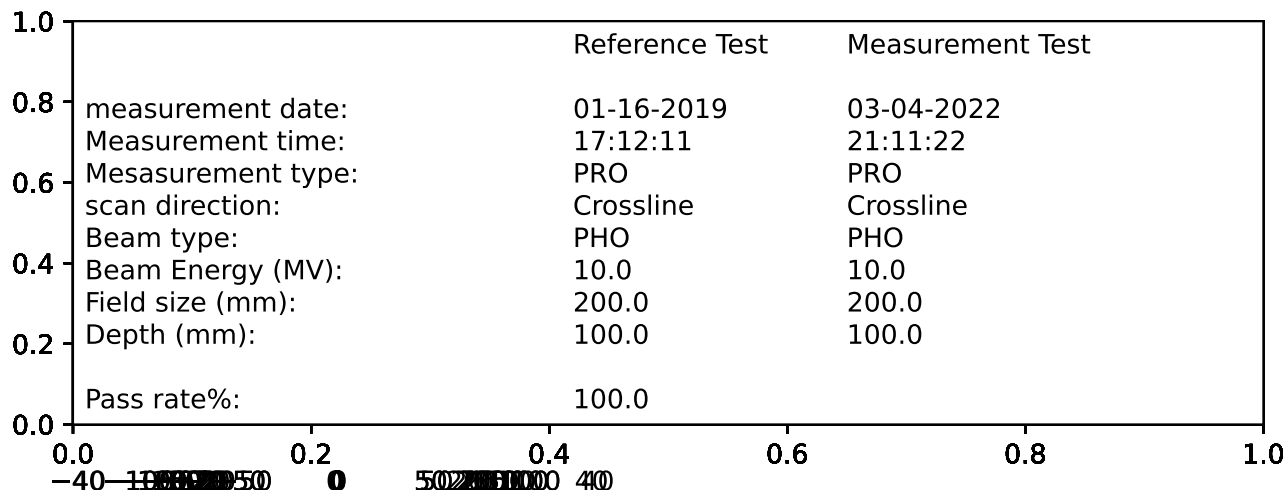 1.0
Reference Test Measurement Test
0.8 measurement date: 01-16-2019 03-04-2022
Measurement time: 17:12:11 21:11:22
0.6 Mesasurement type: PRO PRO
scan direction: Crossline Crossline
Beam type: PHO PHO
0.4 Beam Energy (MV): 10.0 10.0
Field size (mm): 200.0 200.0
0.2 Depth (mm): 100.0 100.0
Pass rate%: 100.0
0.0
0.0 0.2 0.4 0.6 0.8 1.0
−40 0 40